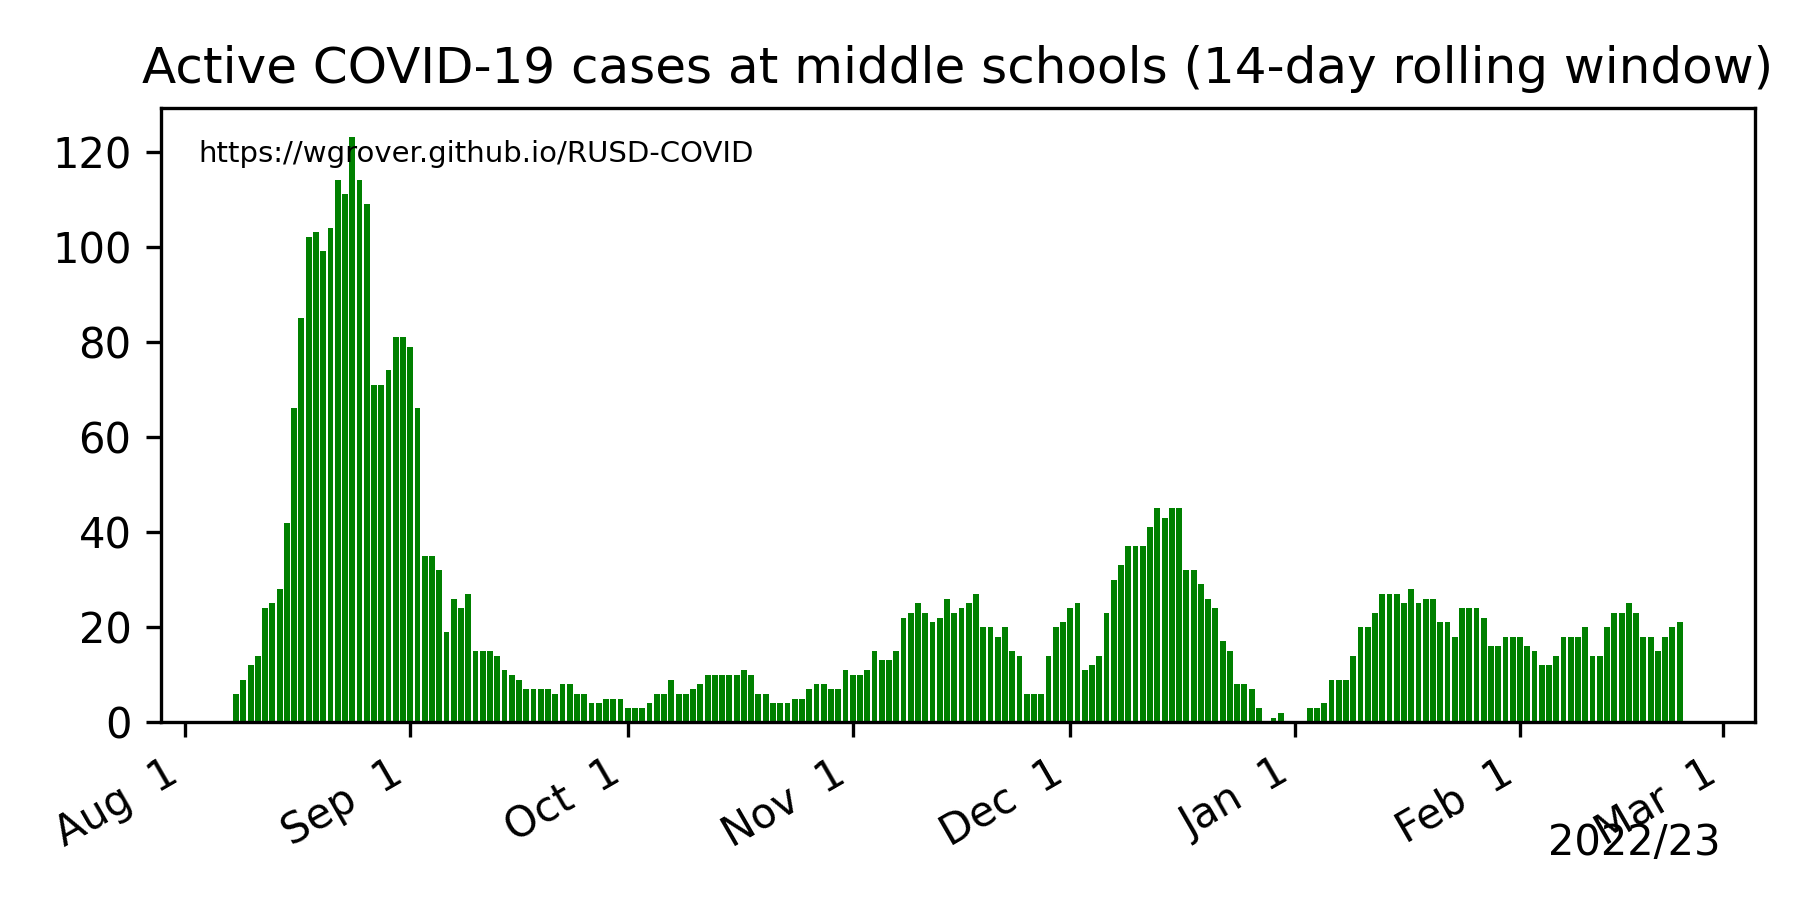 Active COVID-19 cases at middle schools (14-day rolling window)
https://wgrover.github.io/RUSD-COVID
120
100
80
60
40
20
0
Aug 1
Sep 1
Oct 1
Nov 1
Dec 1
Jan 1
Feb 1
Mar 1
2022/23